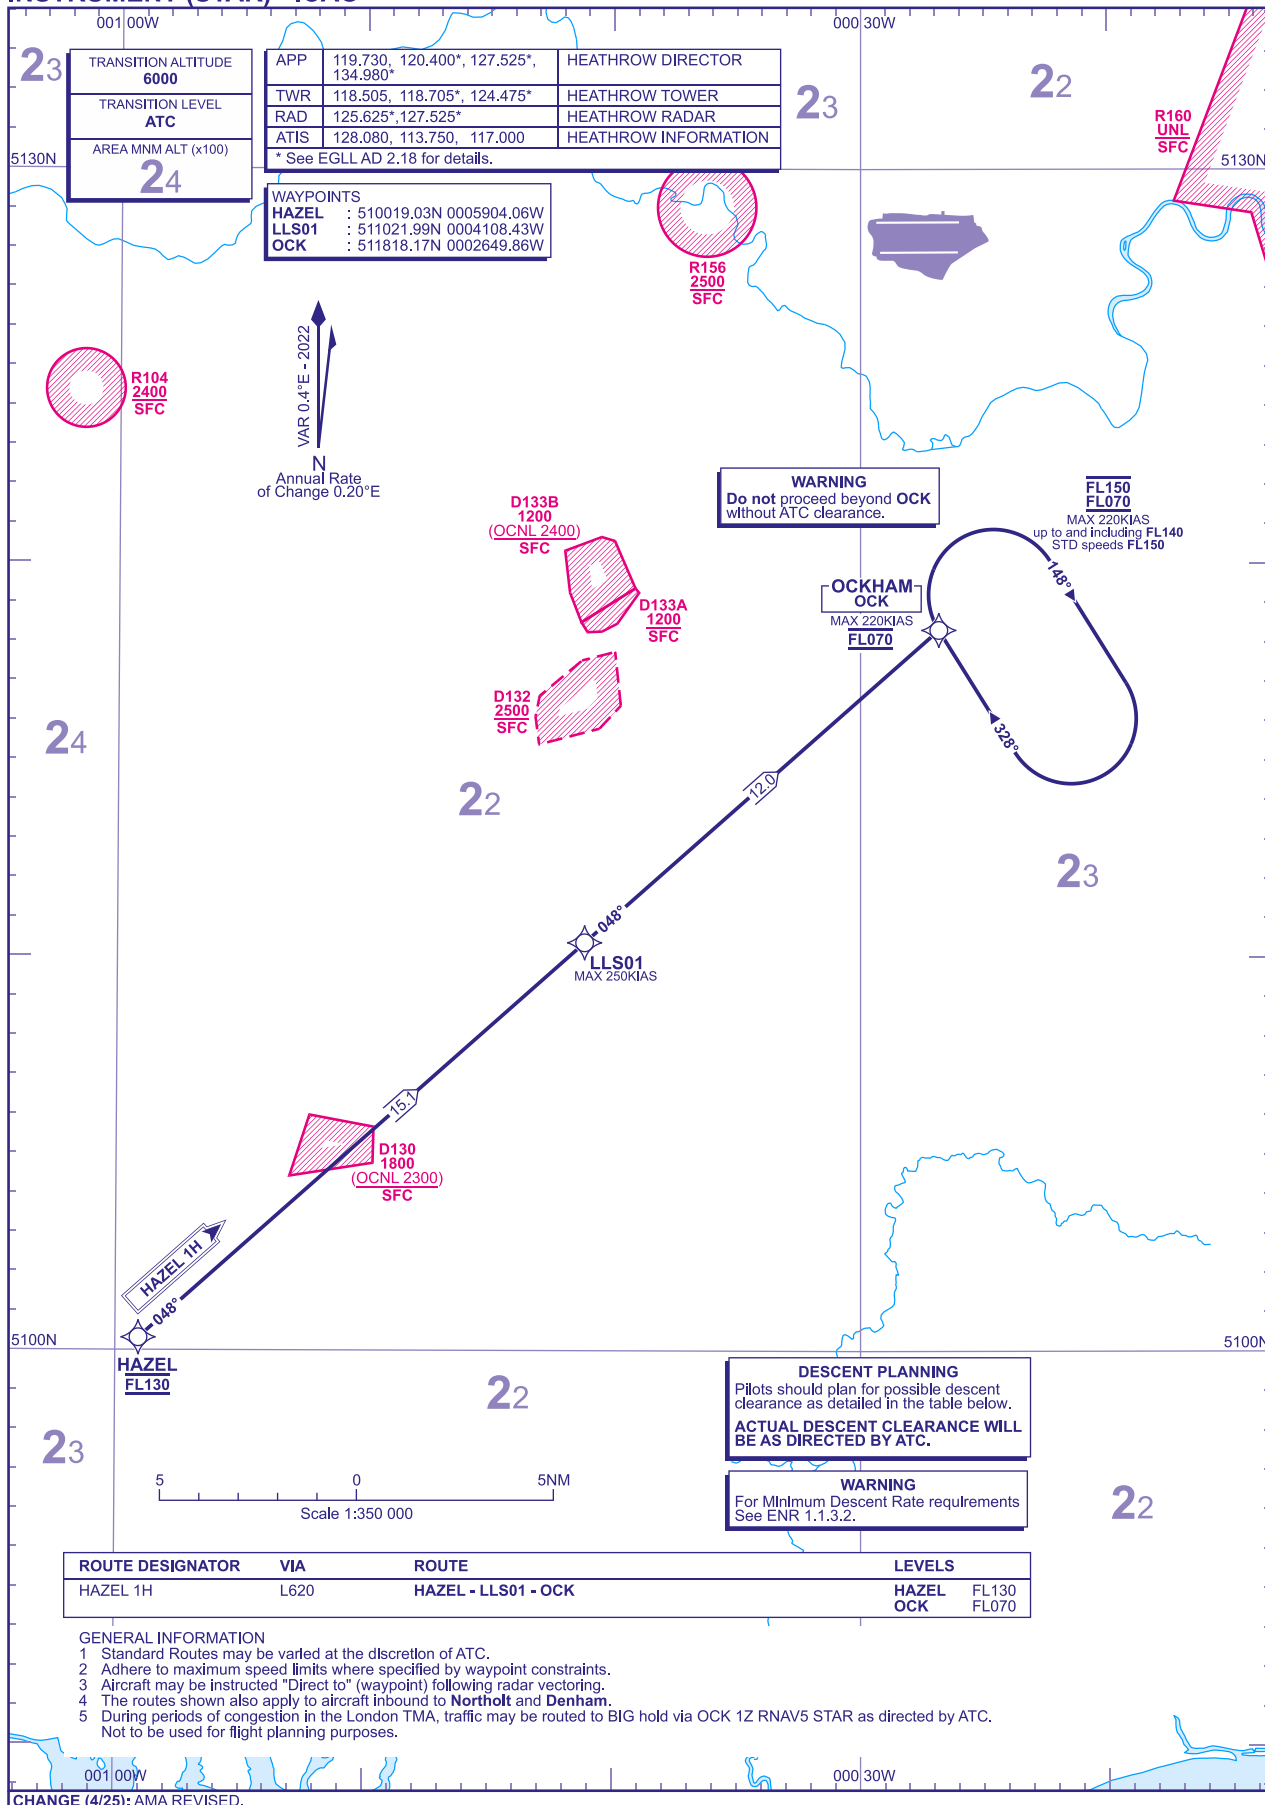 001 00W
000 30W
23
TRANSITION ALTITUDE
6000
TRANSITION LEVEL
ATC
AREA MNM ALT (x100)
24
APP 119.730, 120.400*, 127.525*, 134.980* HEATHROW DIRECTOR
TWR 118.505, 118.705*, 124.475* HEATHROW TOWER
RAD 125.625*,127.525* HEATHROW RADAR
ATIS 128.080, 113.750, 117.000 HEATHROW INFORMATION
* See EGLL AD 2.18 for details.
23
22
R160
UNL
SFC
5130N
5130N
WAYPOINTS
HAZEL : 510019.03N 0005904.06W
LLS01 : 511021.99N 0004108.43W
OCK : 511818.17N 0002649.86W
R156
2500
SFC
VAR 0.4°E - 2022
N
Annual Rate
of Change 0.20°E
R104
2400
SFC
WARNING
Do not proceed beyond OCK
without ATC clearance.
FL150
FL070
MAX 220KIAS
up to and including FL140
STD speeds FL150
D133B
1200
(OCNL 2400)
SFC
148°
OCKHAM
OCK
MAX 220KIAS
FL070
D133A
1200
SFC
D132
2500
SFC
328°
24
22
12.0
23
048°
LLS01
MAX 250KIAS
15.1
D130
1800
(OCNL 2300)
SFC
HAZEL 1H
048°
5100N
5100N
HAZEL
FL130
22
23
DESCENT PLANNING
Pilots should plan for possible descent
clearance as detailed in the table below.
ACTUAL DESCENT CLEARANCE WILL
BE AS DIRECTED BY ATC.
5 0 5NM
Scale 1:350 000
WARNING
For Minimum Descent Rate requirements
See ENR 1.1.3.2.
22
ROUTE DESIGNATOR VIA ROUTE LEVELS
HAZEL 1H L620 HAZEL - LLS01 - OCK HAZEL FL130
OCK FL070
GENERAL INFORMATION
1 Standard Routes may be varied at the discretion of ATC.
2 Adhere to maximum speed limits where specified by waypoint constraints.
3 Aircraft may be instructed "Direct to" (waypoint) following radar vectoring.
4 The routes shown also apply to aircraft inbound to Northolt and Denham.
5 During periods of congestion in the London TMA, traffic may be routed to BIG hold via OCK 1Z RNAV5 STAR as directed by ATC.
Not to be used for flight planning purposes.
001 00W
000 30W
CHANGE (4/25): AMA REVISED.